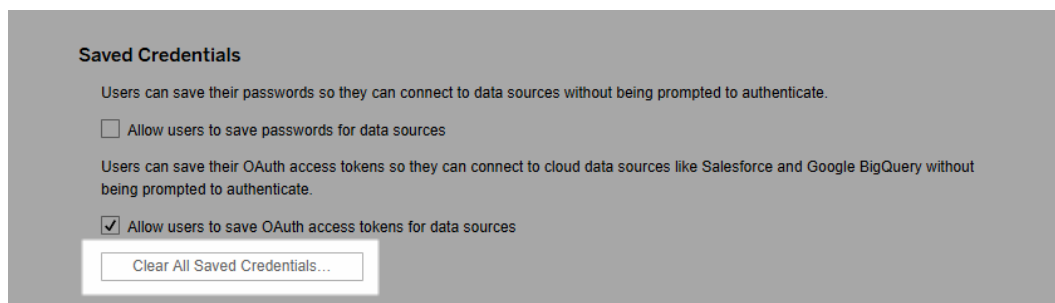 Saved Credentials
Users can save their passwords so they can connect to data sources without being prompted to authenticate.
Allow users to save passwords for data sources
Users can save their OAuth access tokens so they can connect to cloud data sources like Salesforce and Google BigQuery without
being prompted to authenticate.
Allow users to save OAuth access tokens for data sources
Clear All Saved Credentials...